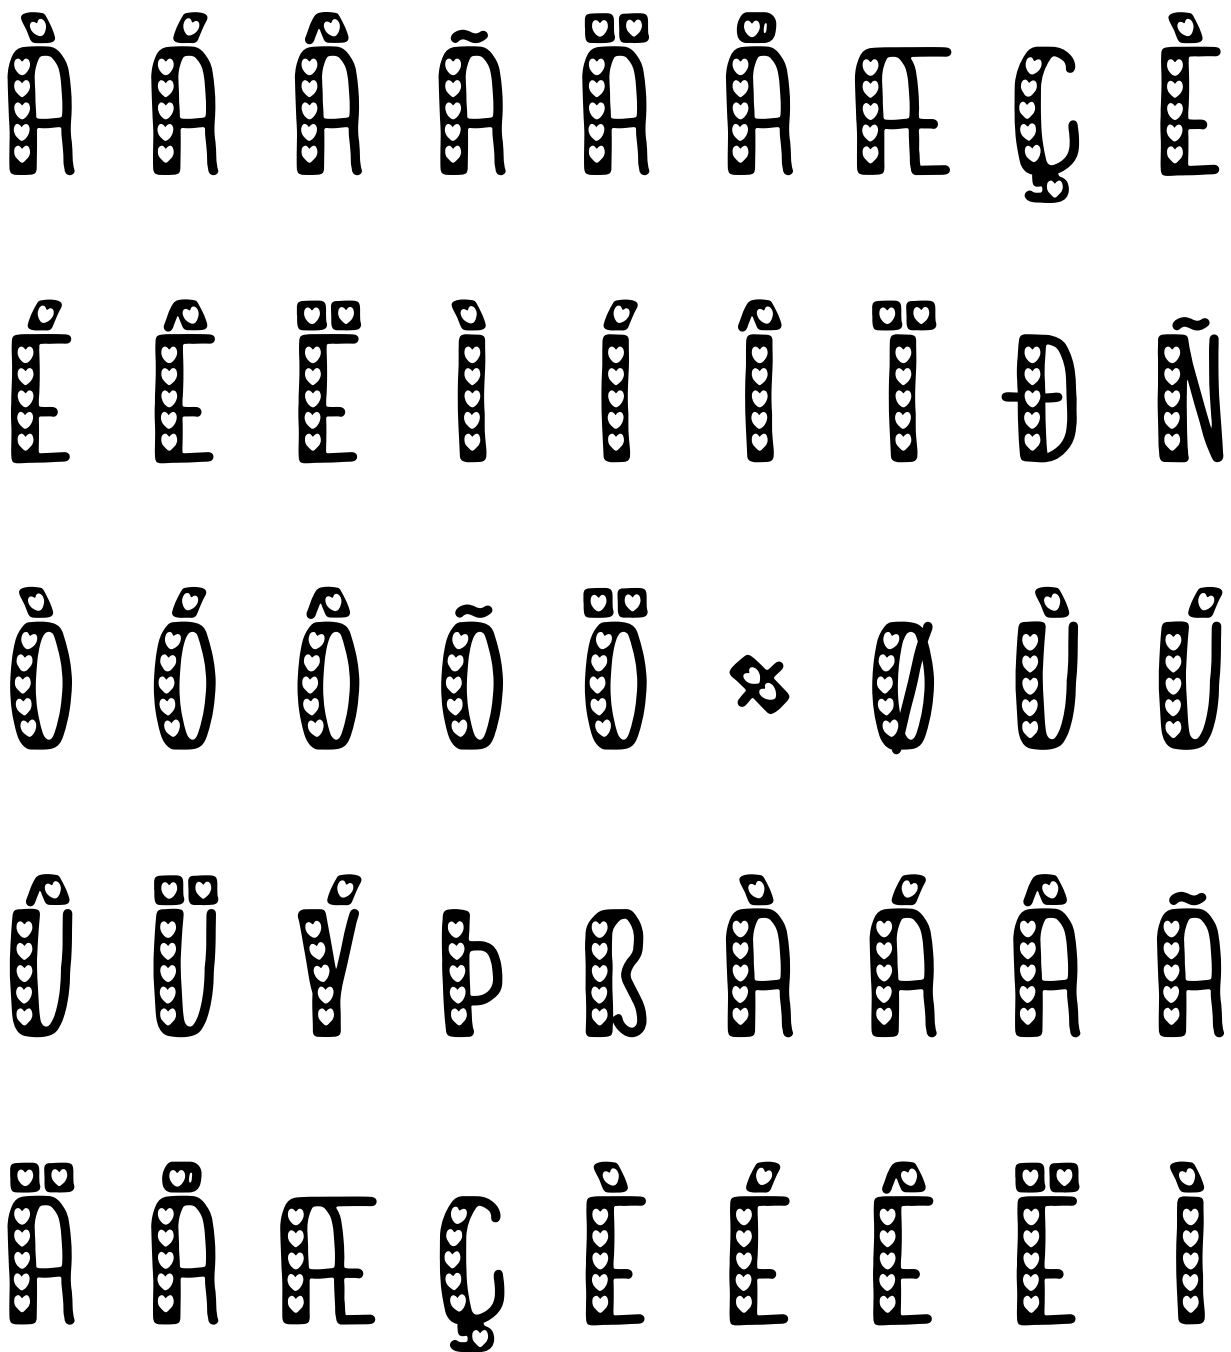 À Á Â Ã Ä Å Æ Ç È
É Ê Ë Ì Í Î Ï Ð Ñ
Ò Ó Ô Õ Ö × Ø Ù Ú
Û Ü Ý Þ ß À Á Â Ã
Ä Å Æ Ç È É Ê Ë Ì